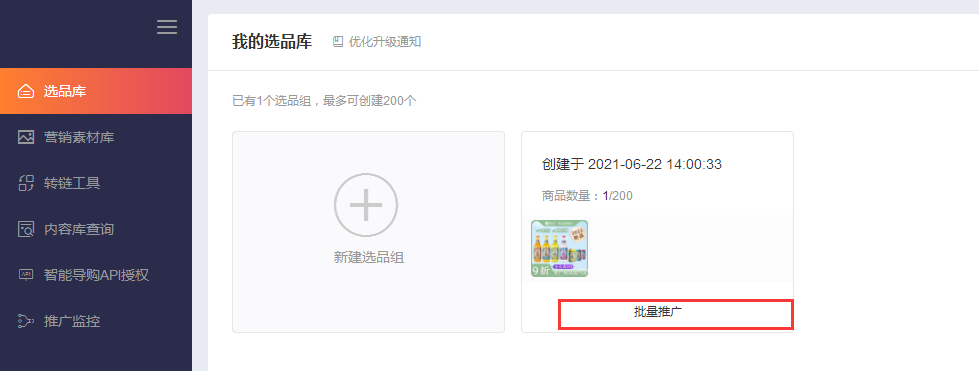 我的选品库
优化升级通知
选品库
已有1个选品组，最多可创建200个
营销素材库
创建于 2021-06-22 14:00:33
转链工具
商品数量：1/200
内容库查询
9折
新建选品组
API
智能导购API授权
批量推广
推广监控